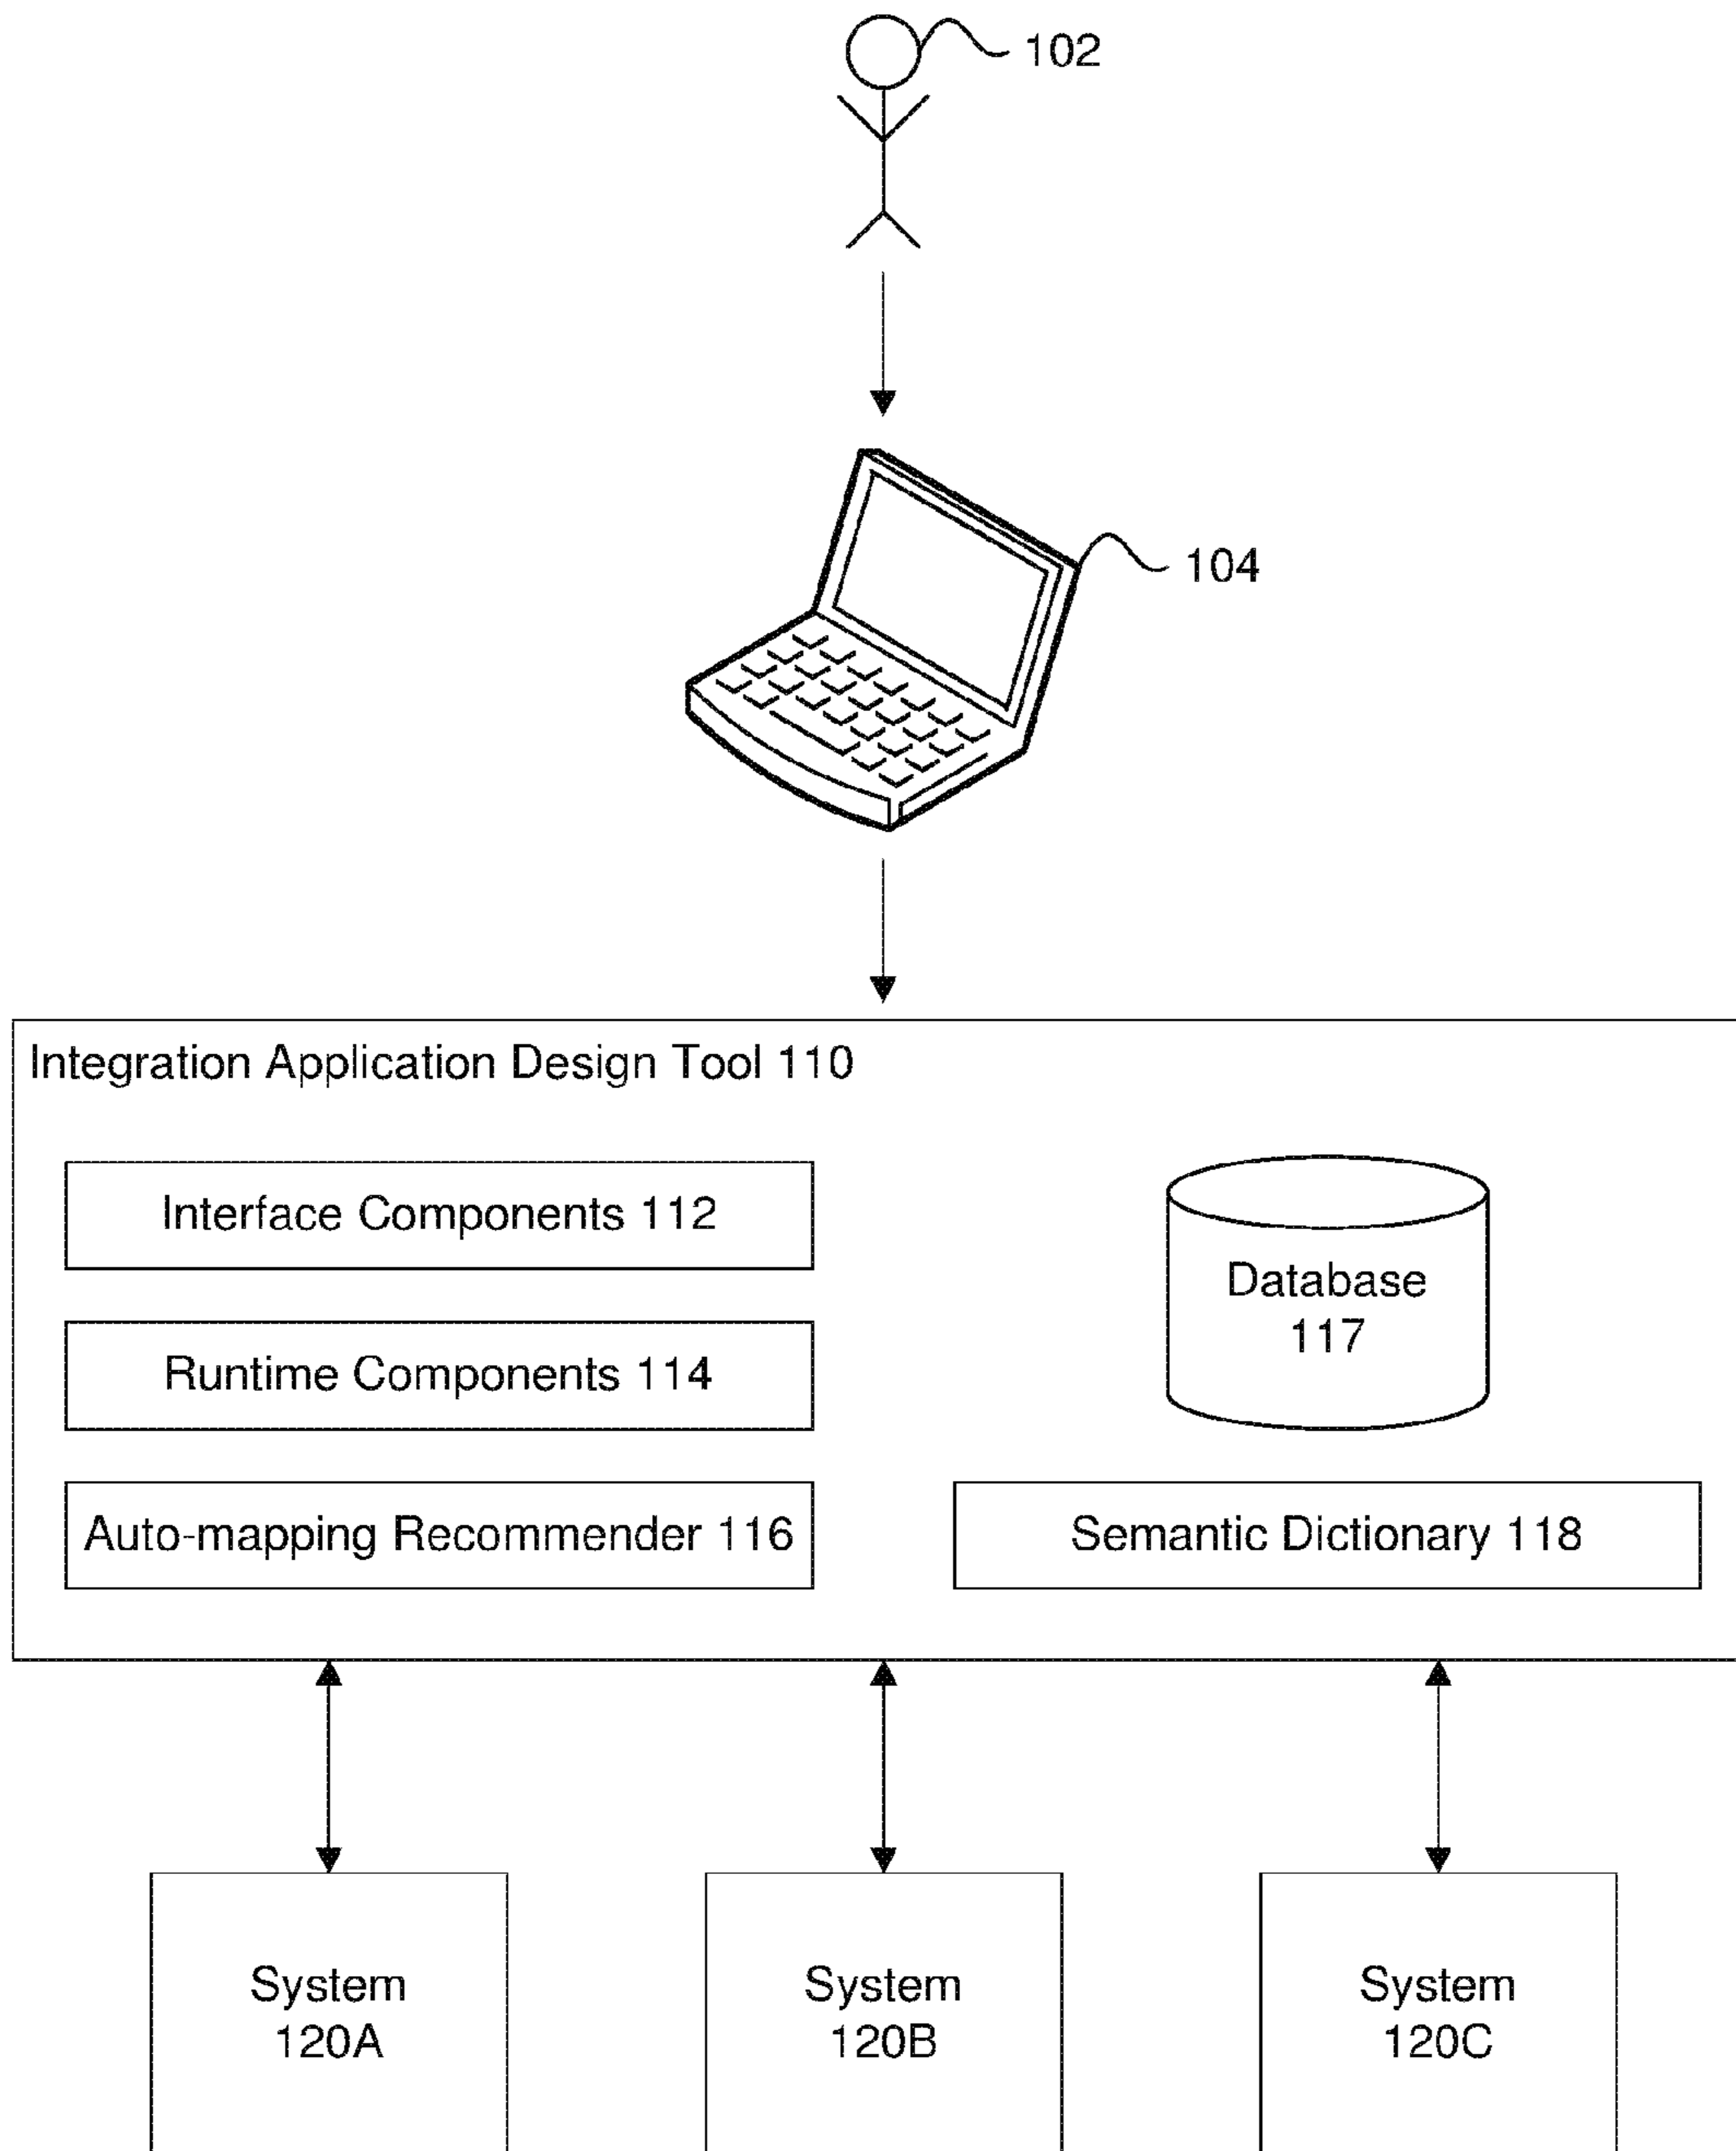 102
104
Integration Application Design Tool 110
Interface Components 112
Database
117
Runtime Components 114
Auto-mapping Recommender 116
Semantic Dictionary 118
System
120A
System
120B
System
120C